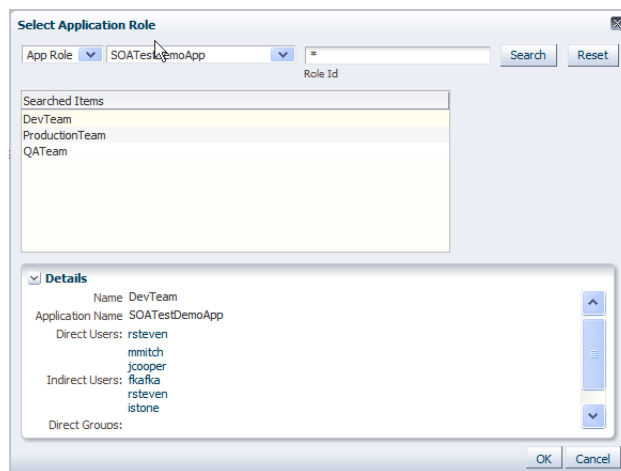 Select Application Role
App Role SOATestDemoApp * Search Reset
Role Id
Searched Items
DevTeam
ProductionTeam
QATeam
Details
Name DevTeam
Application Name SOATestDemoApp
Direct Users: rsteven
mmitch
jcooper
Indirect Users: fkafka
rsteven
istone
Direct Groups:
OK Cancel